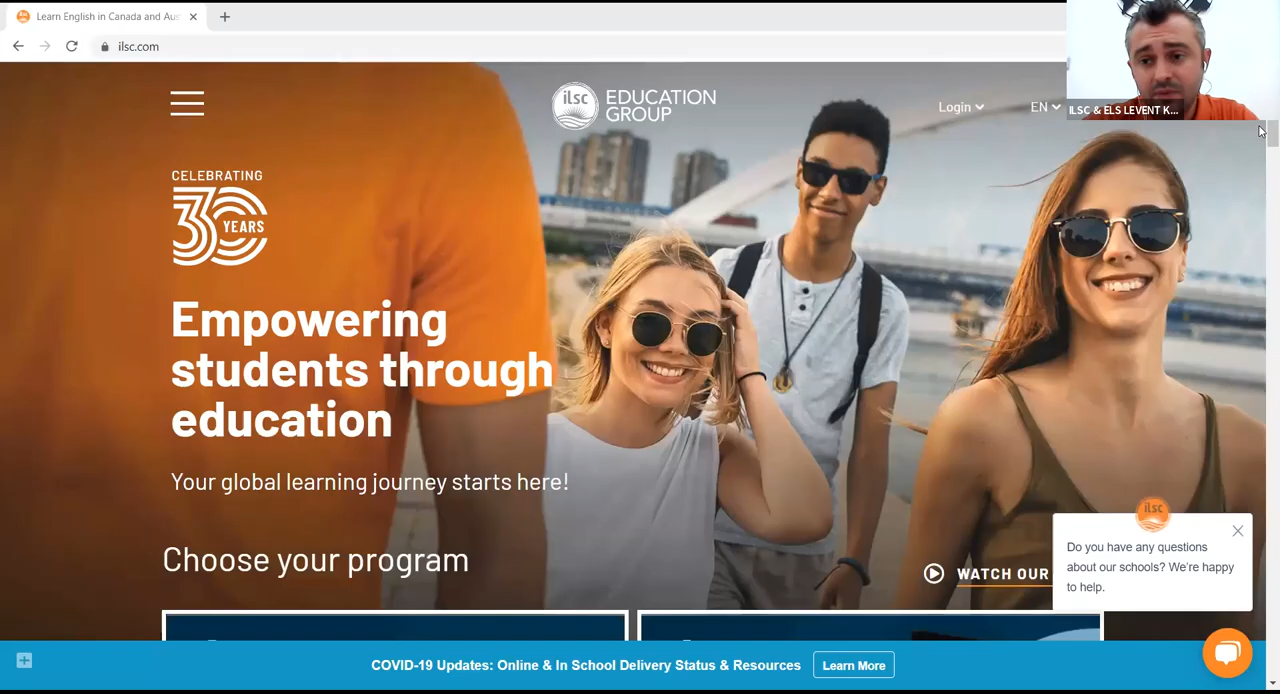 Learn English in Canada and Aus
ilsc.com
ilsc EDUCATION
GROUP
Login
EN
ILSC & ELS LEVENT K...
CELEBRATING
30 YEARS
Empowering
students through
education
Your global learning journey starts here!
Choose your program
WATCH OUR
ilsc
Do you have any questions
about our schools? We're happy
to help.
COVID-19 Updates: Online & In School Delivery Status & Resources
Learn More